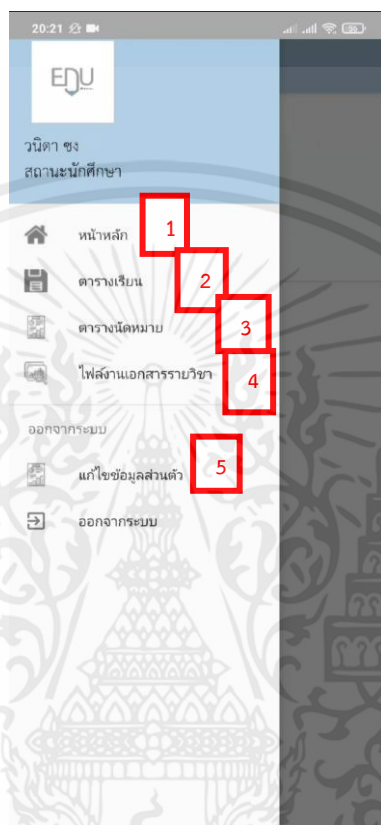 20:21
EDU
วนิดา ซง
สถานะนักศึกษา
หน้าหลัก 1
ตารางเรียน 2
ตารางนัดหมาย 3
ไฟล์งานเอกสารรายวิชา 4
ออกจากระบบ
แก้ไขข้อมูลส่วนตัว 5
ออกจากระบบ